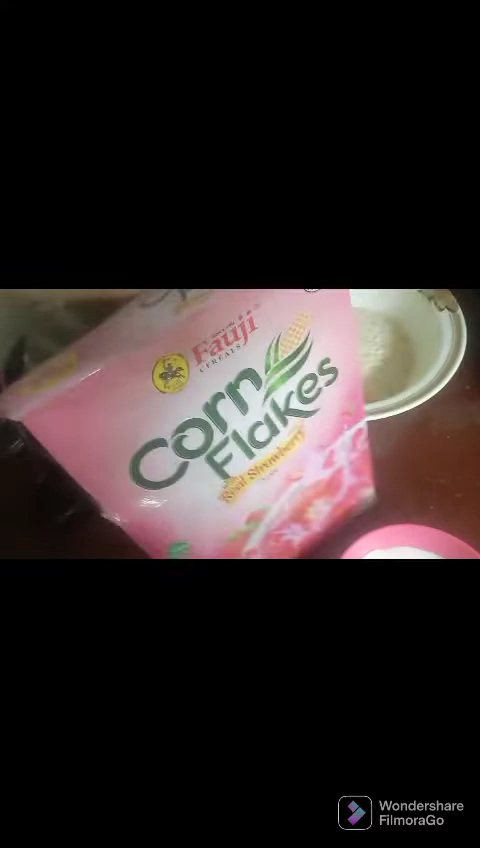 Fauji
CEREALS
Corn
Flakes
Real Strawberry
Wondershare
FilmoraGo